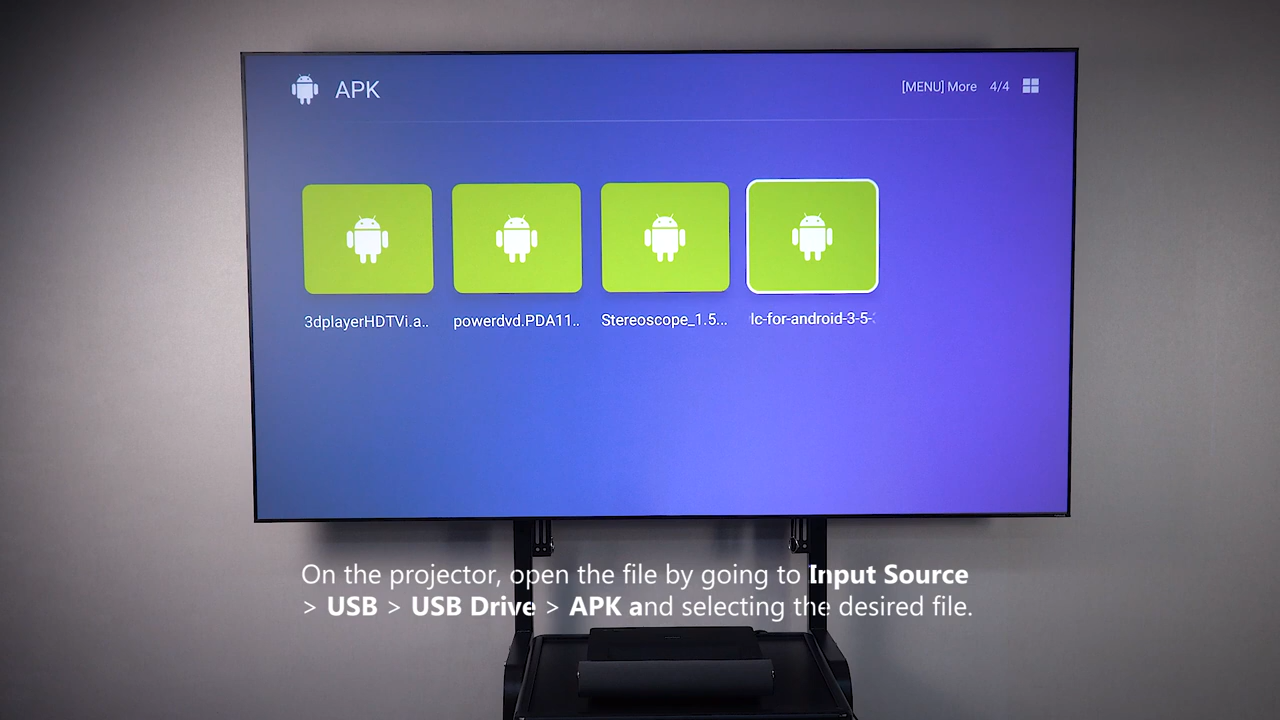 APK
[MENU] More 4/4
3dplayerHDTVi.a.. powerdvd.PDA11.. Stereoscope_1.5... lc-for-android-3-5-
On the projector, open the file by going to Input Source
> USB > USB Drive > APK and selecting the desired file.